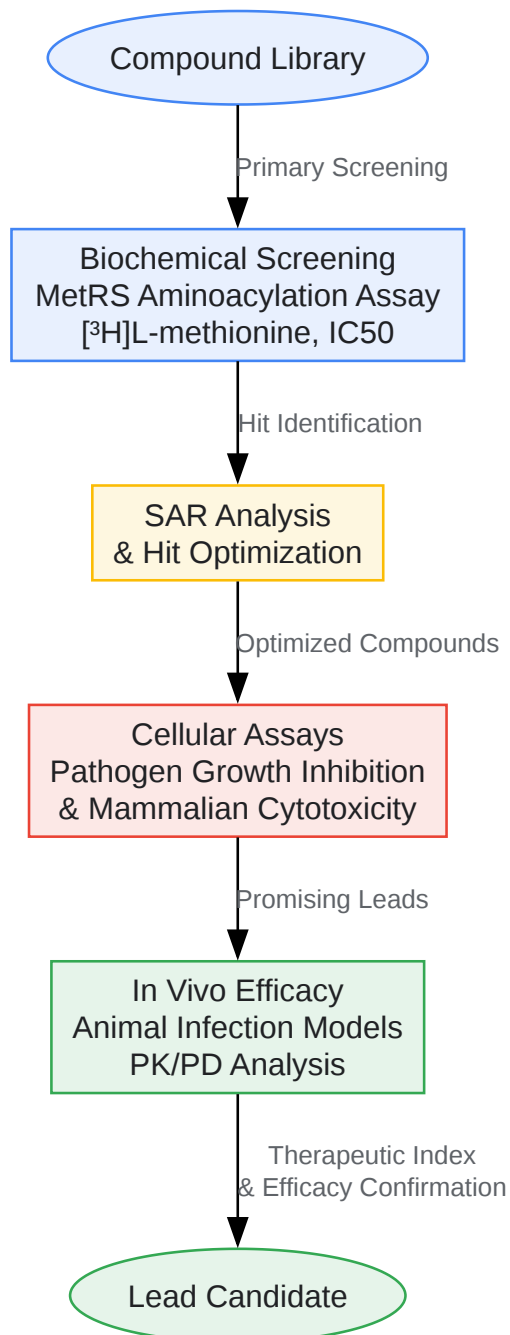 Compound Library
Primary Screening
Biochemical Screening
MetRS Aminoacylation Assay
[³H]L-methionine, IC50
Hit Identification
SAR Analysis
& Hit Optimization
Optimized Compounds
Cellular Assays
Pathogen Growth Inhibition
& Mammalian Cytotoxicity
Promising Leads
In Vivo Efficacy
Animal Infection Models
PK/PD Analysis
Therapeutic Index
& Efficacy Confirmation
Lead Candidate